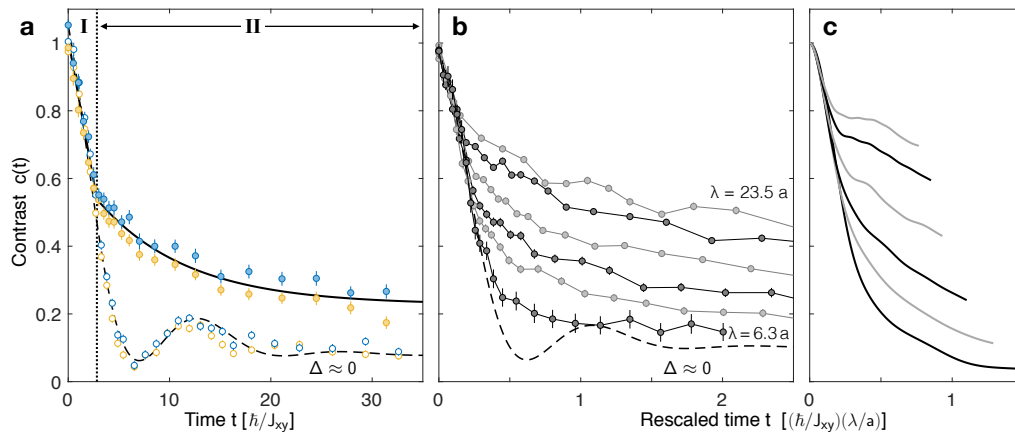 a I II
b
c
Contrast c(t)
1
0.8
0.6
0.4
0.2
0
Δ ≈ 0
0 10 20 30
Time t [ħ/J_xy]
λ = 23.5 a
λ = 6.3 a
Δ ≈ 0
0 1 2
0 1
Rescaled time t [(ħ/J_xy)(λ/a)]